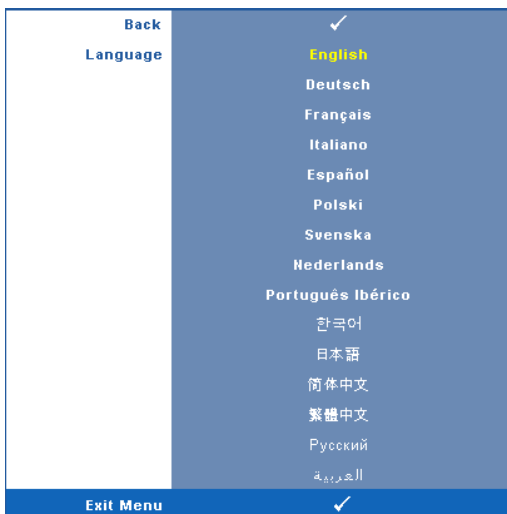 Back ✓
Language English
Deutsch
Français
Italiano
Español
Polski
Svenska
Nederlands
Português Ibérico
한국어
日本語
简体中文
繁體中文
Русский
العربية
Exit Menu ✓